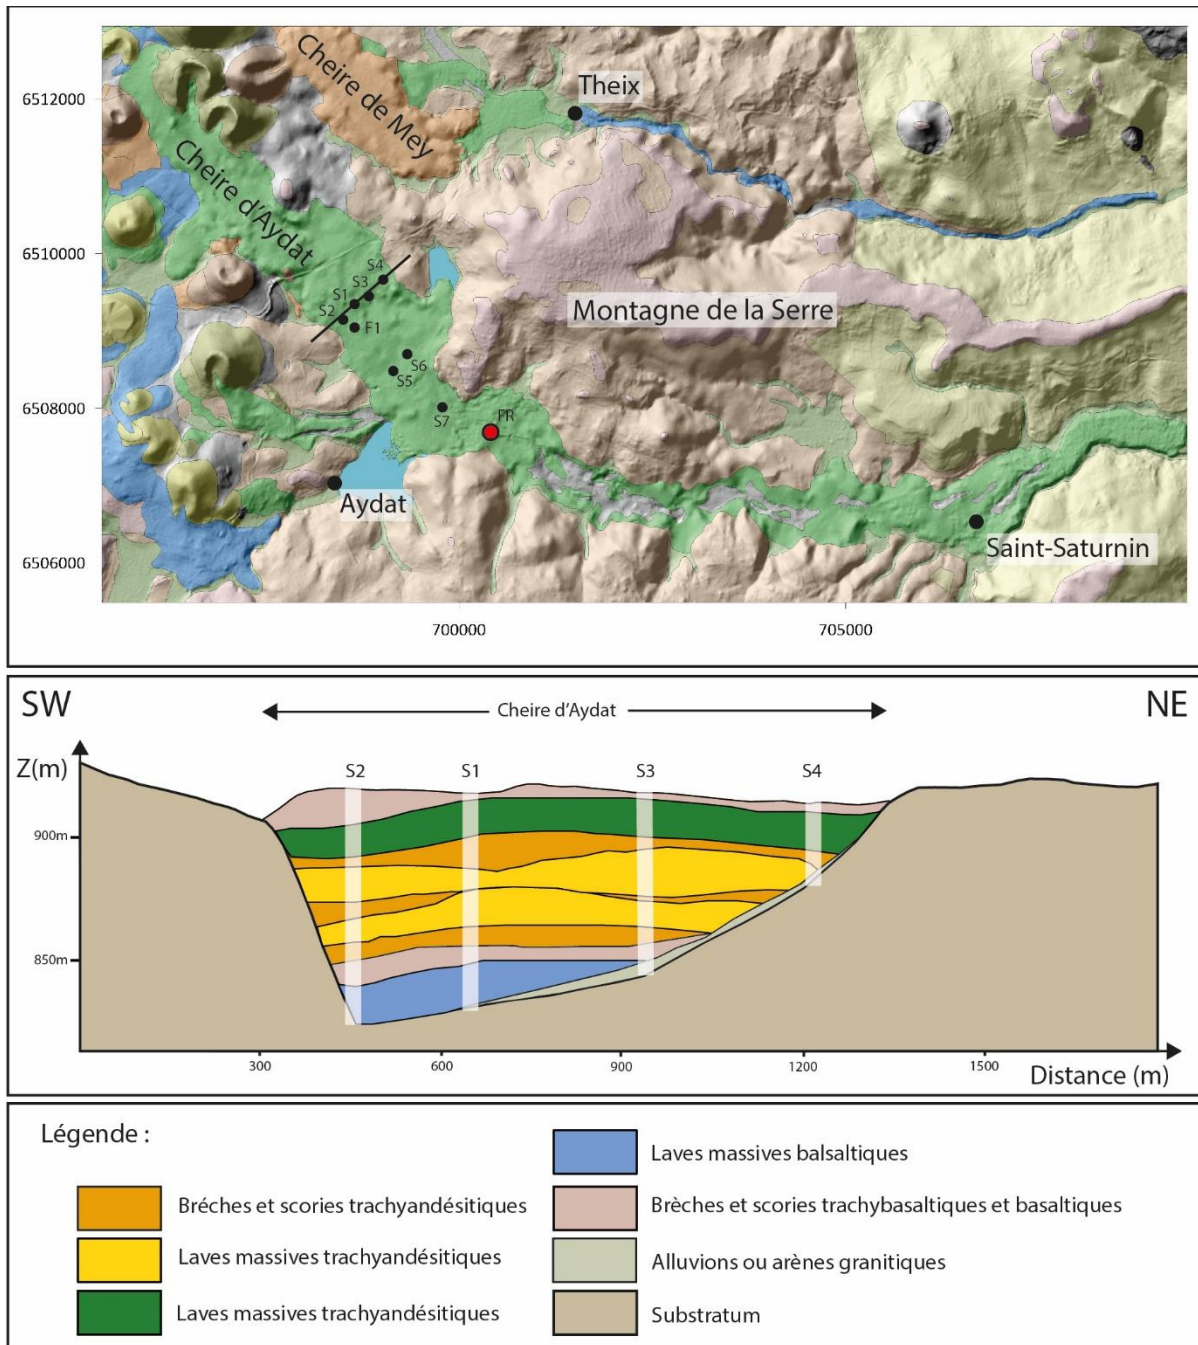 6512000
6510000
6508000
6506000
700000
705000
Cheire de Mey
Theix
Cheire d'Aydat
S4
S3
S1
S2
F1
S6
S5
S7
PR
Montagne de la Serre
Aydat
Saint-Saturnin
SW
Cheire d'Aydat
NE
Z(m)
S2
S1
S3
S4
900m
850m
300
600
900
1200
1500
Distance (m)
Légende :
Laves massives balsaltiques
Bréches et scories trachyandésitiques
Brèches et scories trachybasaltiques et basaltiques
Laves massives trachyandésitiques
Alluvions ou arènes granitiques
Laves massives trachyandésitiques
Substratum